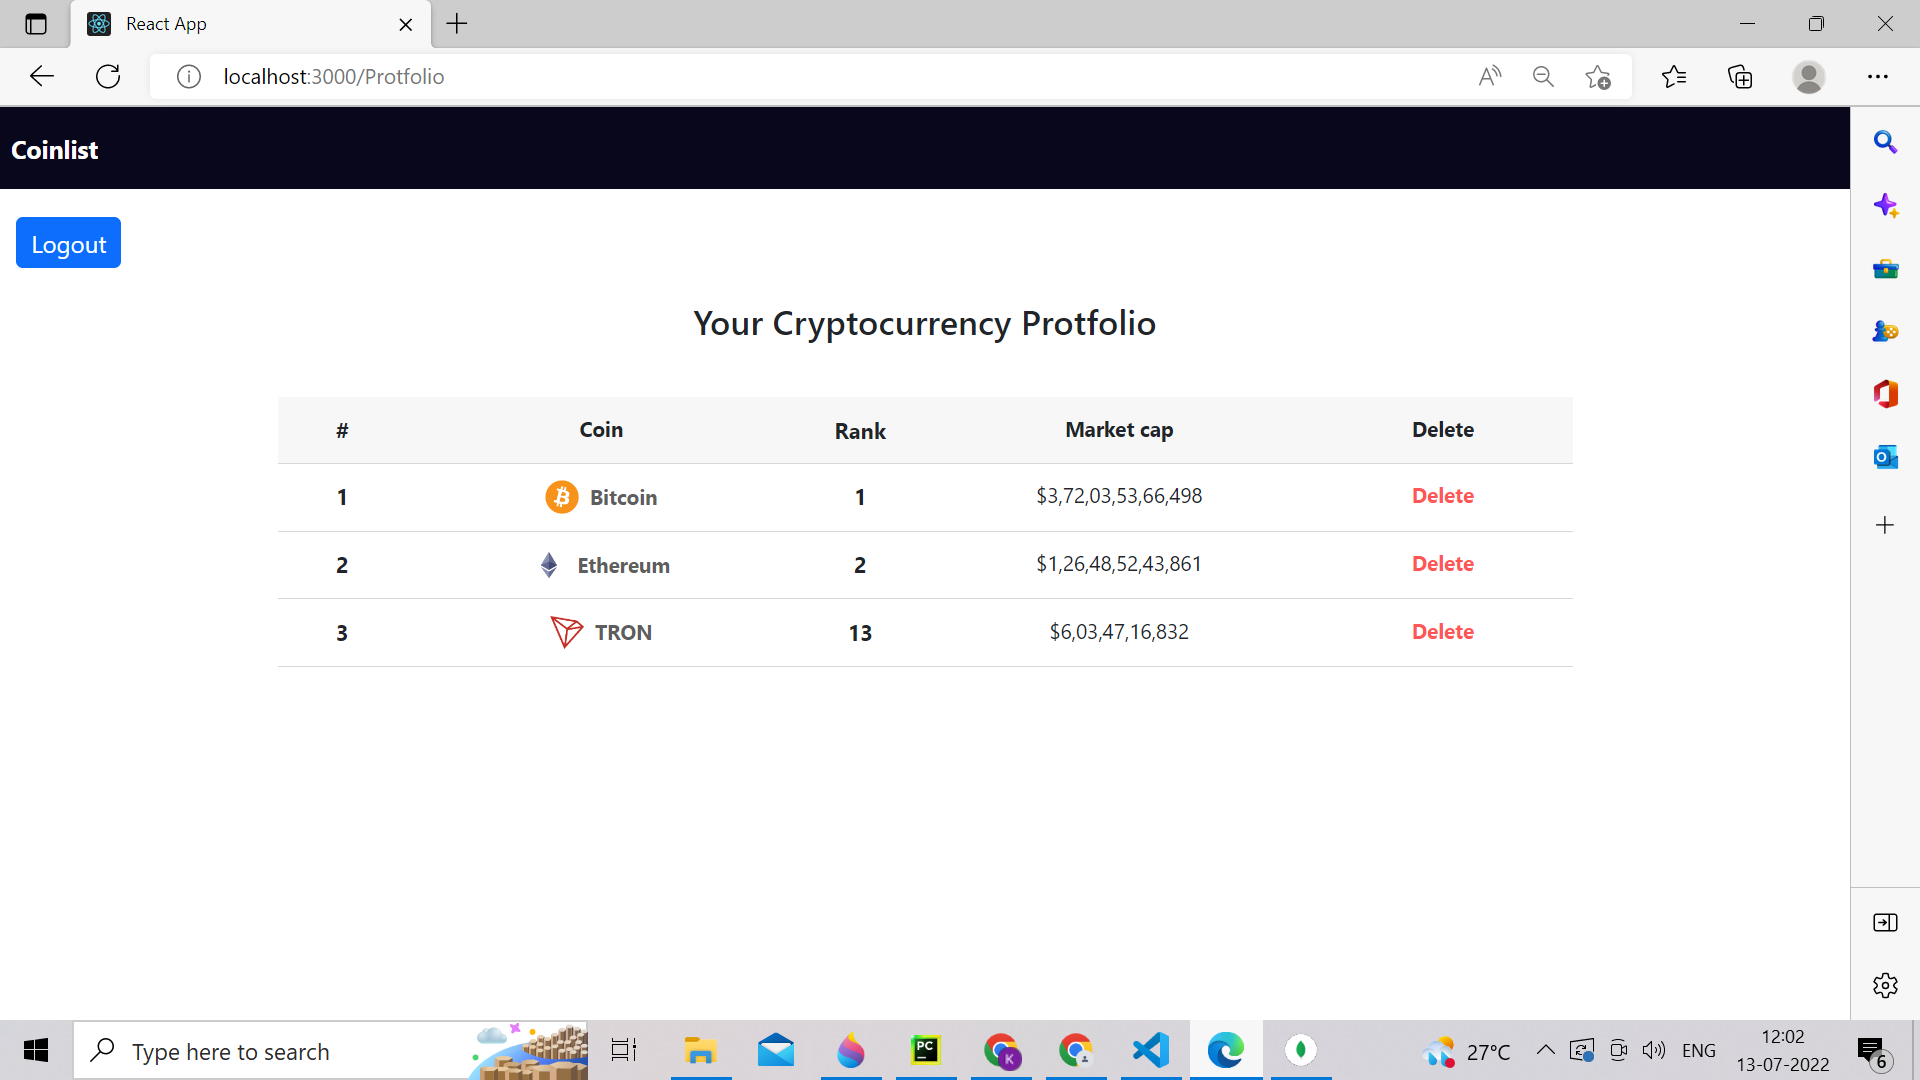 React App
localhost:3000/Protfolio
Coinlist
Logout
Your Cryptocurrency Protfolio
# Coin Rank Market cap Delete
1 Bitcoin 1 $3,72,03,53,66,498 Delete
2 Ethereum 2 $1,26,48,52,43,861 Delete
3 TRON 13 $6,03,47,16,832 Delete
Type here to search
PC
K
27°C
ENG
12:02
13-07-2022
6